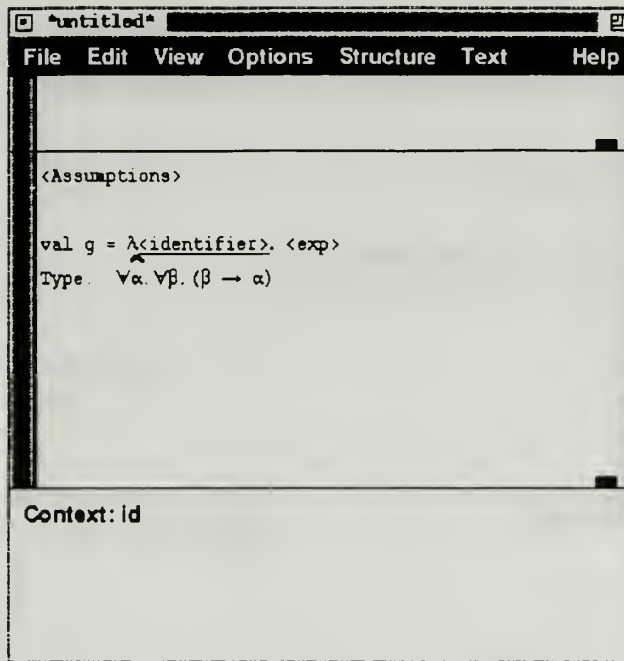 *untitled*
File Edit View Options Structure Text Help
<Assumptions>
val g = λ<identifier>. <exp>
Type. ∀α.∀β.(β → α)
Context: id